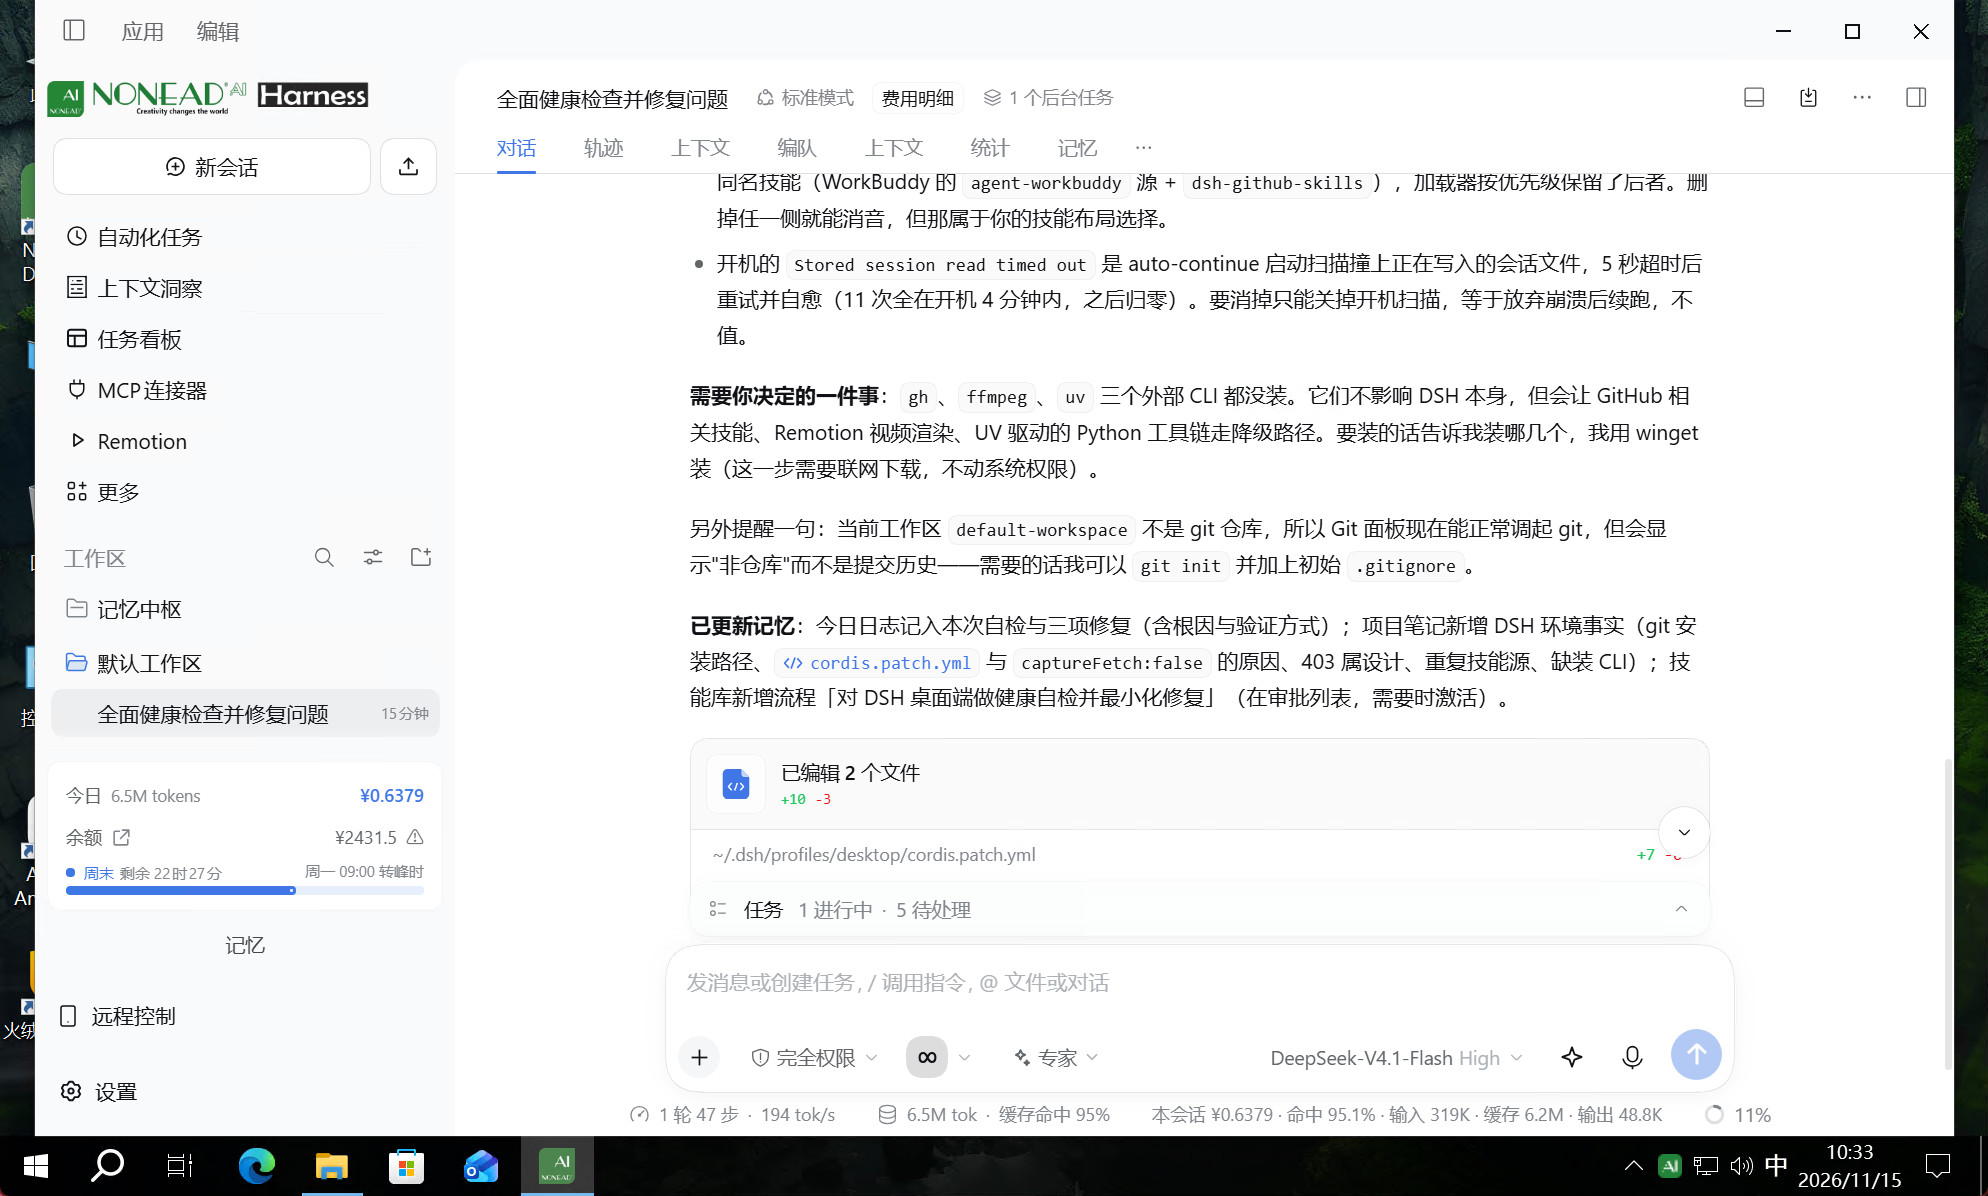 应用 编辑
AI NONEAD NONEAD AI Harness
Creativity changes the world
新会话
自动化任务
上下文洞察
任务看板
MCP连接器
Remotion
更多
工作区
记忆中枢
默认工作区
全面健康检查并修复问题 15分钟
今日 6.5M tokens ¥0.6379
余额 ¥2431.5
周末 剩余 22时27分 周一 09:00 转峰时
记忆
远程控制
设置
全面健康检查并修复问题 标准模式 费用明细 1 个后台任务
对话 轨迹 上下文 编队 上下文 统计 记忆 ···
同名技能（WorkBuddy 的 agent-workbuddy 源 + dsh-github-skills ），加载器按优先级保留了后者。删
掉任一侧就能消音，但那属于你的技能布局选择。
开机的 Stored session read timed out 是 auto-continue 启动扫描撞上正在写入的会话文件，5 秒超时后
重试并自愈（11 次全在开机 4 分钟内，之后归零）。要消掉只能关掉开机扫描，等于放弃崩溃后续跑，不
值。
需要你决定的一件事： gh 、 ffmpeg 、 uv 三个外部 CLI 都没装。它们不影响 DSH 本身，但会让 GitHub 相
关技能、Remotion 视频渲染、UV 驱动的 Python 工具链走降级路径。要装的话告诉我装哪几个，我用 winget
装（这一步需要联网下载，不动系统权限）。
另外提醒一句：当前工作区 default-workspace 不是 git 仓库，所以 Git 面板现在能正常调起 git，但会显
示"非仓库"而不是提交历史——需要的话我可以 git init 并加上初始 .gitignore 。
已更新记忆：今日日志记入本次自检与三项修复（含根因与验证方式）；项目笔记新增 DSH 环境事实（git 安
装路径、 cordis.patch.yml 与 captureFetch:false 的原因、403 属设计、重复技能源、缺装 CLI）；技
能库新增流程「对 DSH 桌面端做健康自检并最小化修复」（在审批列表，需要时激活）。
已编辑 2 个文件
+10 -3
~/.dsh/profiles/desktop/cordis.patch.yml +7
任务 1 进行中 · 5 待处理
发消息或创建任务, / 调用指令, @ 文件或对话
完全权限 专家 DeepSeek-V4.1-Flash High
1 轮 47 步 · 194 tok/s 6.5M tok · 缓存命中 95% 本会话 ¥0.6379 · 命中 95.1% · 输入 319K · 缓存 6.2M · 输出 48.8K 11%
N
D
控
A
An
火绒
AI NONEAD AI 中
10:33
2026/11/15